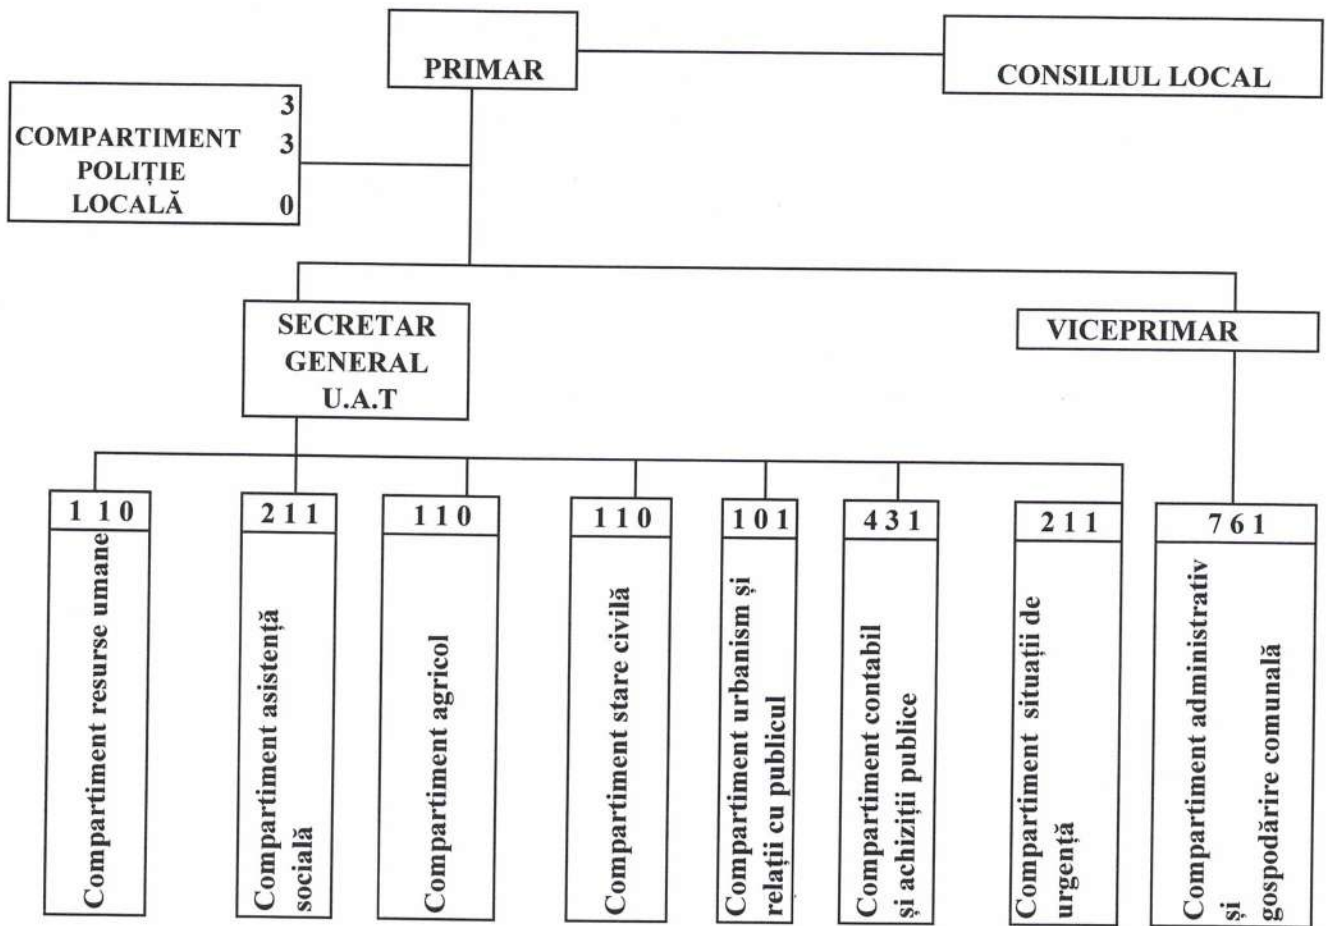 PRIMAR
CONSILIUL LOCAL
3
COMPARTIMENT 3
POLIȚIE
LOCALĂ 0
SECRETAR
GENERAL
U.A.T
VICEPRIMAR
1 1 0
Compartiment resurse umane
2 1 1
Compartiment asistență
socială
1 1 0
Compartiment agricol
1 1 0
Compartiment stare civilă
1 0 1
Compartiment urbanism și
relații cu publicul
4 3 1
Compartiment contabil
și achiziții publice
2 1 1
Compartiment situații de
urgență
7 6 1
Compartiment administrativ
și
gospodărire comunală